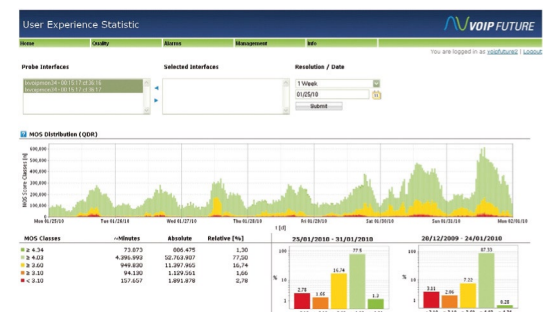 User Experience Statistic
VOIP FUTURE
Home Quality Alarms Management Info
You are logged in as voipfuture2 | Logout
Probe Interfaces
Selected Interfaces
Resolution / Date
1 Week
01/25/10
Submit
MOS Distribution (QDR)
MOS Score Classes [n]
600,000
500,000
400,000
300,000
200,000
100,000
0
Mon 01/25/10 Tue 01/26/10 Wed 01/27/10 Thu 01/28/10 Fri 01/29/10 Sat 01/30/10 Sun 01/31/10 Mon 02/01/10
t [d]
MOS Classes ~Minutes Absolute Relative [%]
≥ 4.34 73.873 886.475 1,30
≥ 4.03 4.396.993 52.763.907 77,50
≥ 3.60 949.830 11.397.965 16,74
≥ 3.10 94.130 1.129.561 1,66
< 3.10 157.657 1.891.878 2,78
25/01/2010 - 31/01/2010
%
100
10
1
2.78
1.66
16.74
77.5
1.3
28/12/2009 - 24/01/2010
%
100
10
1
3.11
2.06
7.22
87.33
0.28